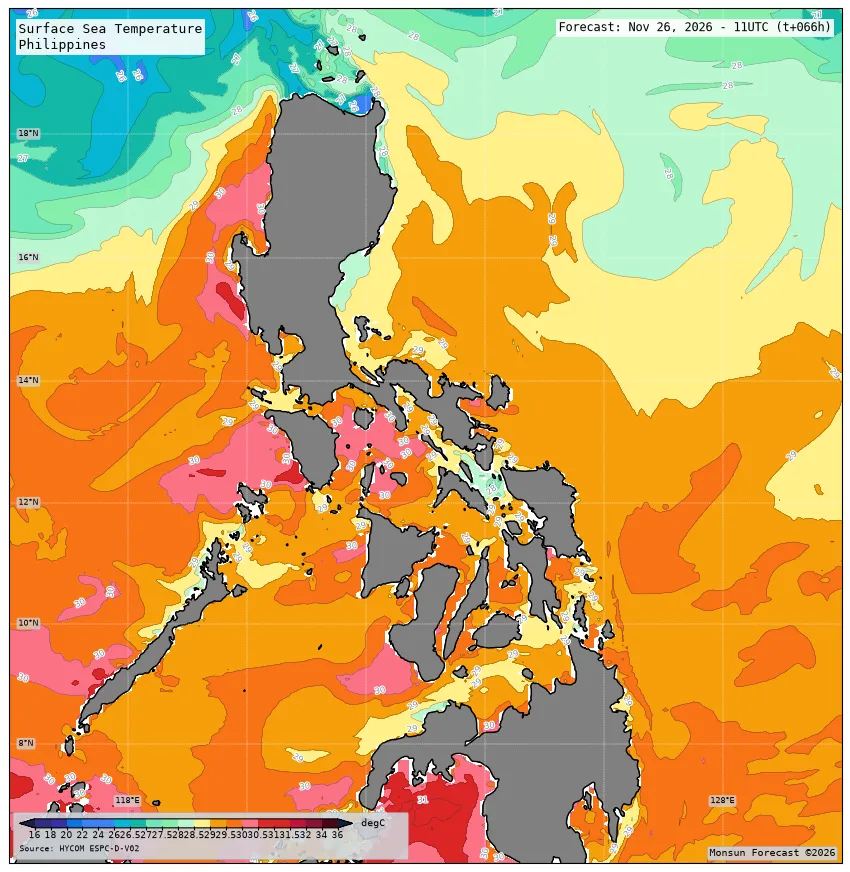 Surface Sea Temperature
Philippines
Forecast: Nov 26, 2026 - 11UTC (t+066h)
18°N
16°N
14°N
12°N
10°N
8°N
118°E
128°E
16 18 20 22 24 26 26.5 27 27.5 28 28.5 29 29.5 30 30.5 31 31.5 32 34 36 degC
Source: HYCOM ESPC-D-V02
Monsun Forecast ©2026